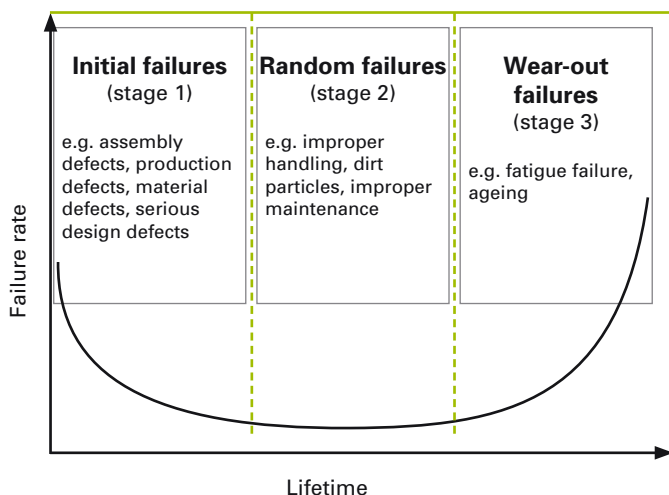 Initial failures
(stage 1)
e.g. assembly
defects, production
defects, material
defects, serious
design defects
Random failures
(stage 2)
e.g. improper
handling, dirt
particles, improper
maintenance
Wear-out
failures
(stage 3)
e.g. fatigue failure,
ageing
Failure rate
Lifetime